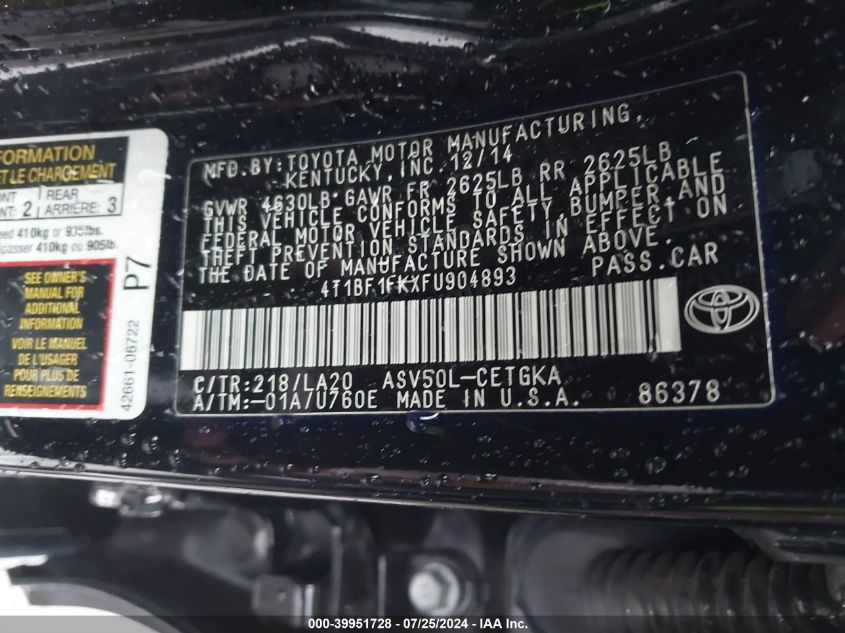 FORMATION
ET LE CHARGEMENT
ONT
NT: 2
REAR
ARRIÈRE: 3
eed 410kg or 905lbs.
passer 410kg ou 905lb.
SEE OWNER'S
MANUAL FOR
ADDITIONAL
INFORMATION
VOIR LE MANUEL
DE L'USAGER
POUR PLUS DE
RENSEIGNEMENTS
P7
42661-06722
MFD.BY:TOYOTA MOTOR MANUFACTURING,
KENTUCKY,INC.12/14
GVWR 4630LB·GAWR FR 2625LB RR 2625LB
THIS VEHICLE CONFORMS TO ALL APPLICABLE
FEDERAL MOTOR VEHICLE SAFETY,BUMPER,AND
THEFT PREVENTION STANDARDS IN EFFECT ON
THE DATE OF MANUFACTURE SHOWN ABOVE.
4T1BF1FKXFU904893 PASS.CAR
C/TR:218/LA20 ASV50L-CETGKA
A/TM:-01A/U760E MADE IN U.S.A. 86378
000-39951728 - 07/25/2024 - IAA Inc.